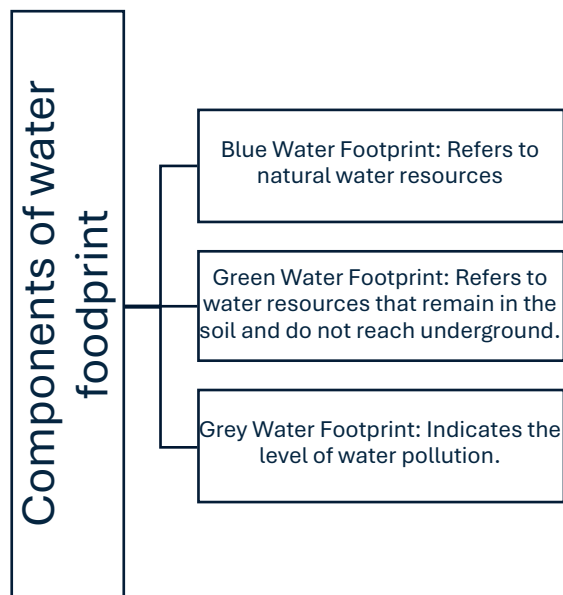 Components of water
foodprint
Blue Water Footprint: Refers to
natural water resources
Green Water Footprint: Refers to
water resources that remain in the
soil and do not reach underground.
Grey Water Footprint: Indicates the
level of water pollution.